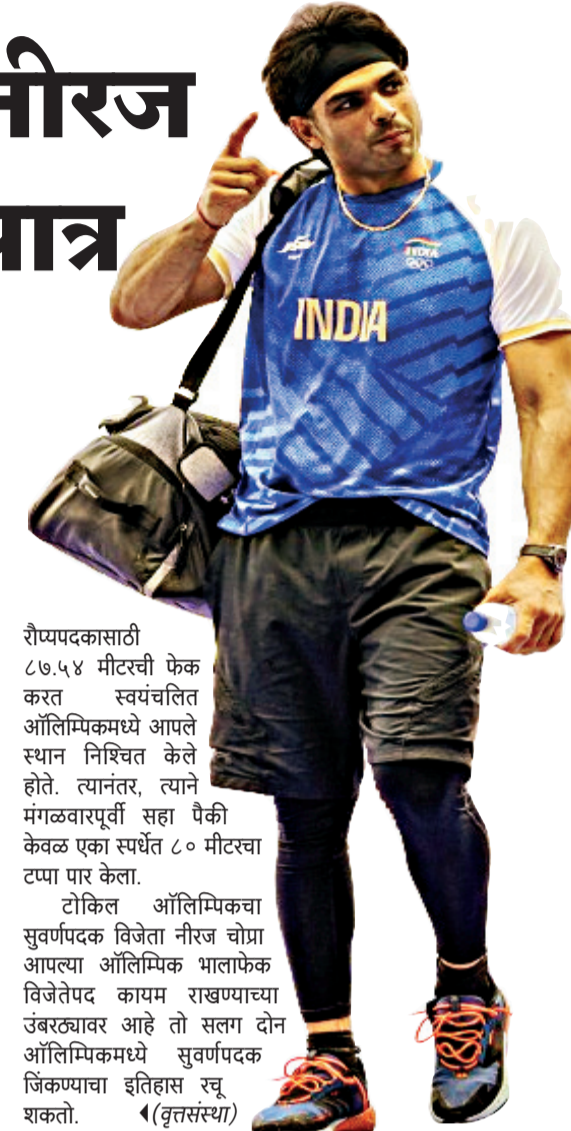 नीरज
पात्र
INDIA
INDIA
रौप्यपदकासाठी
८७.५४ मीटरची फेक
करत स्वयंचलित
ऑलिम्पिकमध्ये आपले
स्थान निश्चित केले
होते. त्यानंतर, त्याने
मंगळवारपूर्वी सहा पैकी
केवळ एका स्पर्धेत ८० मीटरचा
टप्पा पार केला.
टोकिल ऑलिम्पिकचा
सुवर्णपदक विजेता नीरज चोप्रा
आपल्या ऑलिम्पिक भालाफेक
विजेतेपद कायम राखण्याच्या
उंबरठ्यावर आहे तो सलग दोन
ऑलिम्पिकमध्ये सुवर्णपदक
जिंकण्याचा इतिहास रचू
शकतो. ◀(वृत्तसंस्था)